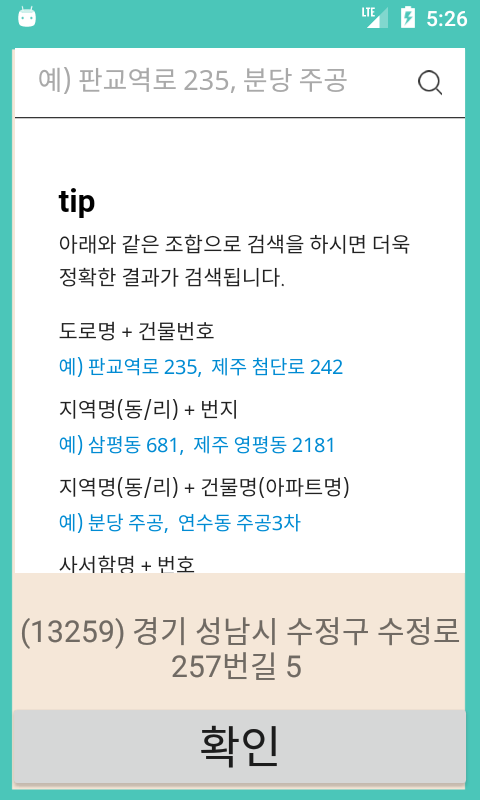 LTE 5:26
예) 판교역로 235, 분당 주공
tip
아래와 같은 조합으로 검색을 하시면 더욱
정확한 결과가 검색됩니다.
도로명 + 건물번호
예) 판교역로 235,  제주 첨단로 242
지역명(동/리) + 번지
예) 삼평동 681,  제주 영평동 2181
지역명(동/리) + 건물명(아파트명)
예) 분당 주공,  연수동 주공3차
사서함명 + 번호
(13259) 경기 성남시 수정구 수정로
257번길 5
확인